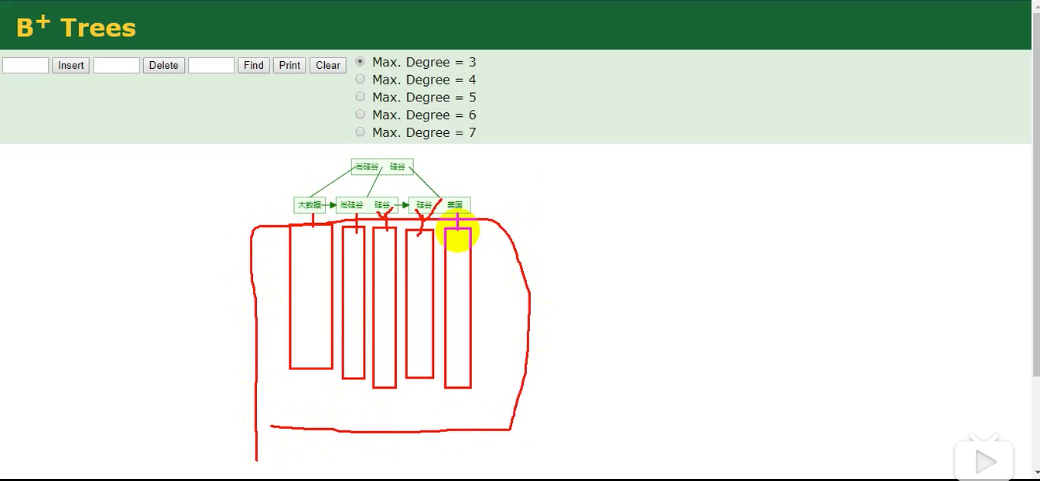 B+ Trees
Insert Delete Find Print Clear
Max. Degree = 3
Max. Degree = 4
Max. Degree = 5
Max. Degree = 6
Max. Degree = 7
尚硅谷 硅谷
大数据 尚硅谷 硅谷 硅谷 美国